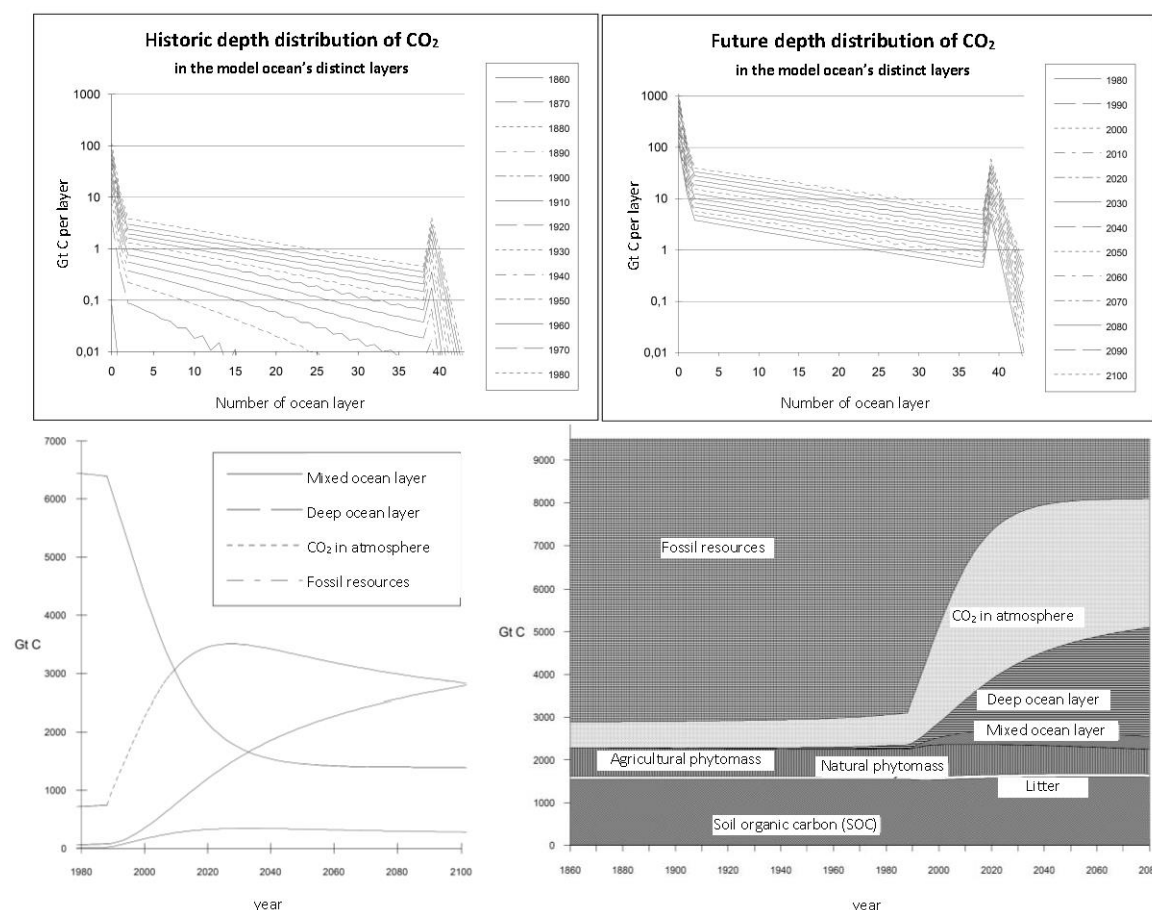 Historic depth distribution of CO₂
in the model ocean's distinct layers
1000
100
10
1
0,1
0,01
Gt C per layer
0 5 10 15 20 25 30 35 40
Number of ocean layer
1860
1870
1880
1890
1900
1910
1920
1930
1940
1950
1960
1970
1980
Future depth distribution of CO₂
in the model ocean's distinct layers
1000
100
10
1
0,1
0,01
Gt C per layer
0 5 10 15 20 25 30 35 40
Number of ocean layer
1980
1990
2000
2010
2020
2030
2040
2050
2060
2070
2080
2090
2100
7000
6000
5000
4000
3000
2000
1000
0
Gt C
1980 2000 2020 2040 2060 2080 2100
year
Mixed ocean layer
Deep ocean layer
CO₂ in atmosphere
Fossil resources
9000
8000
7000
6000
5000
4000
3000
2000
1000
0
Gt C
Fossil resources
CO₂ in atmosphere
Deep ocean layer
Mixed ocean layer
Agricultural phytomass
Natural phytomass
Litter
Soil organic carbon (SOC)
1860 1880 1900 1920 1940 1960 1980 2000 2020 2040 2060 208
year